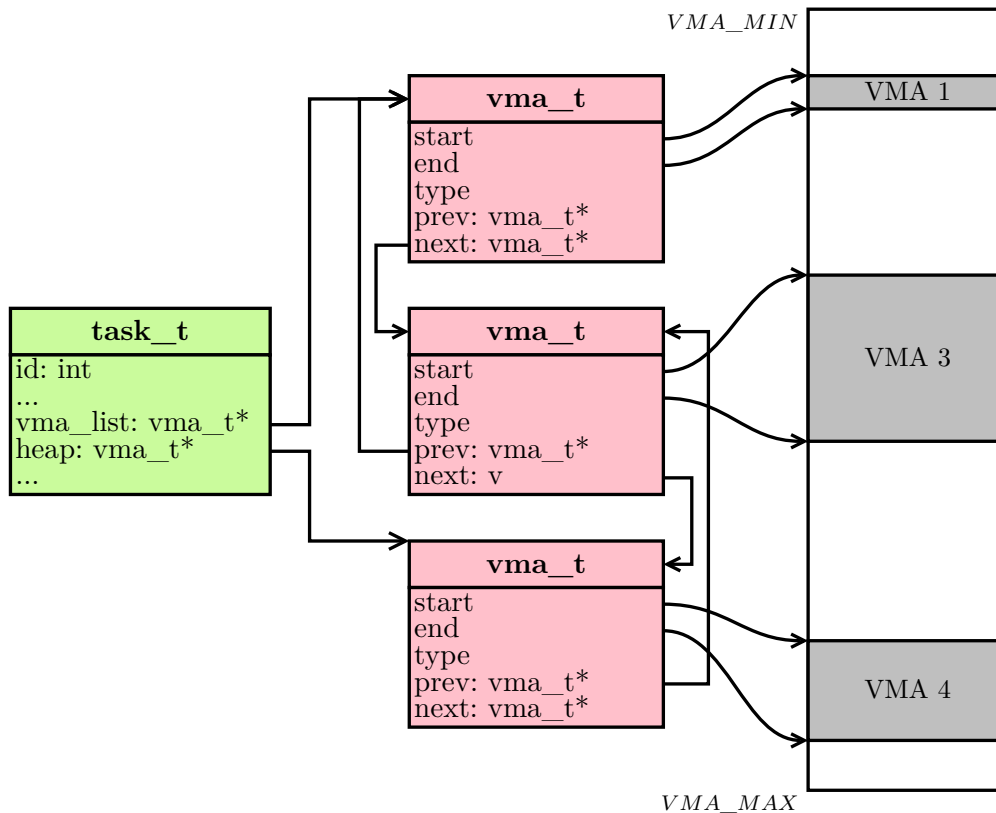 VMA_MIN
vma_t
start
end
type
prev: vma_t*
next: vma_t*
VMA 1
task_t
id: int
...
vma_list: vma_t*
heap: vma_t*
...
vma_t
start
end
type
prev: vma_t*
next: v
VMA 3
vma_t
start
end
type
prev: vma_t*
next: vma_t*
VMA 4
VMA_MAX